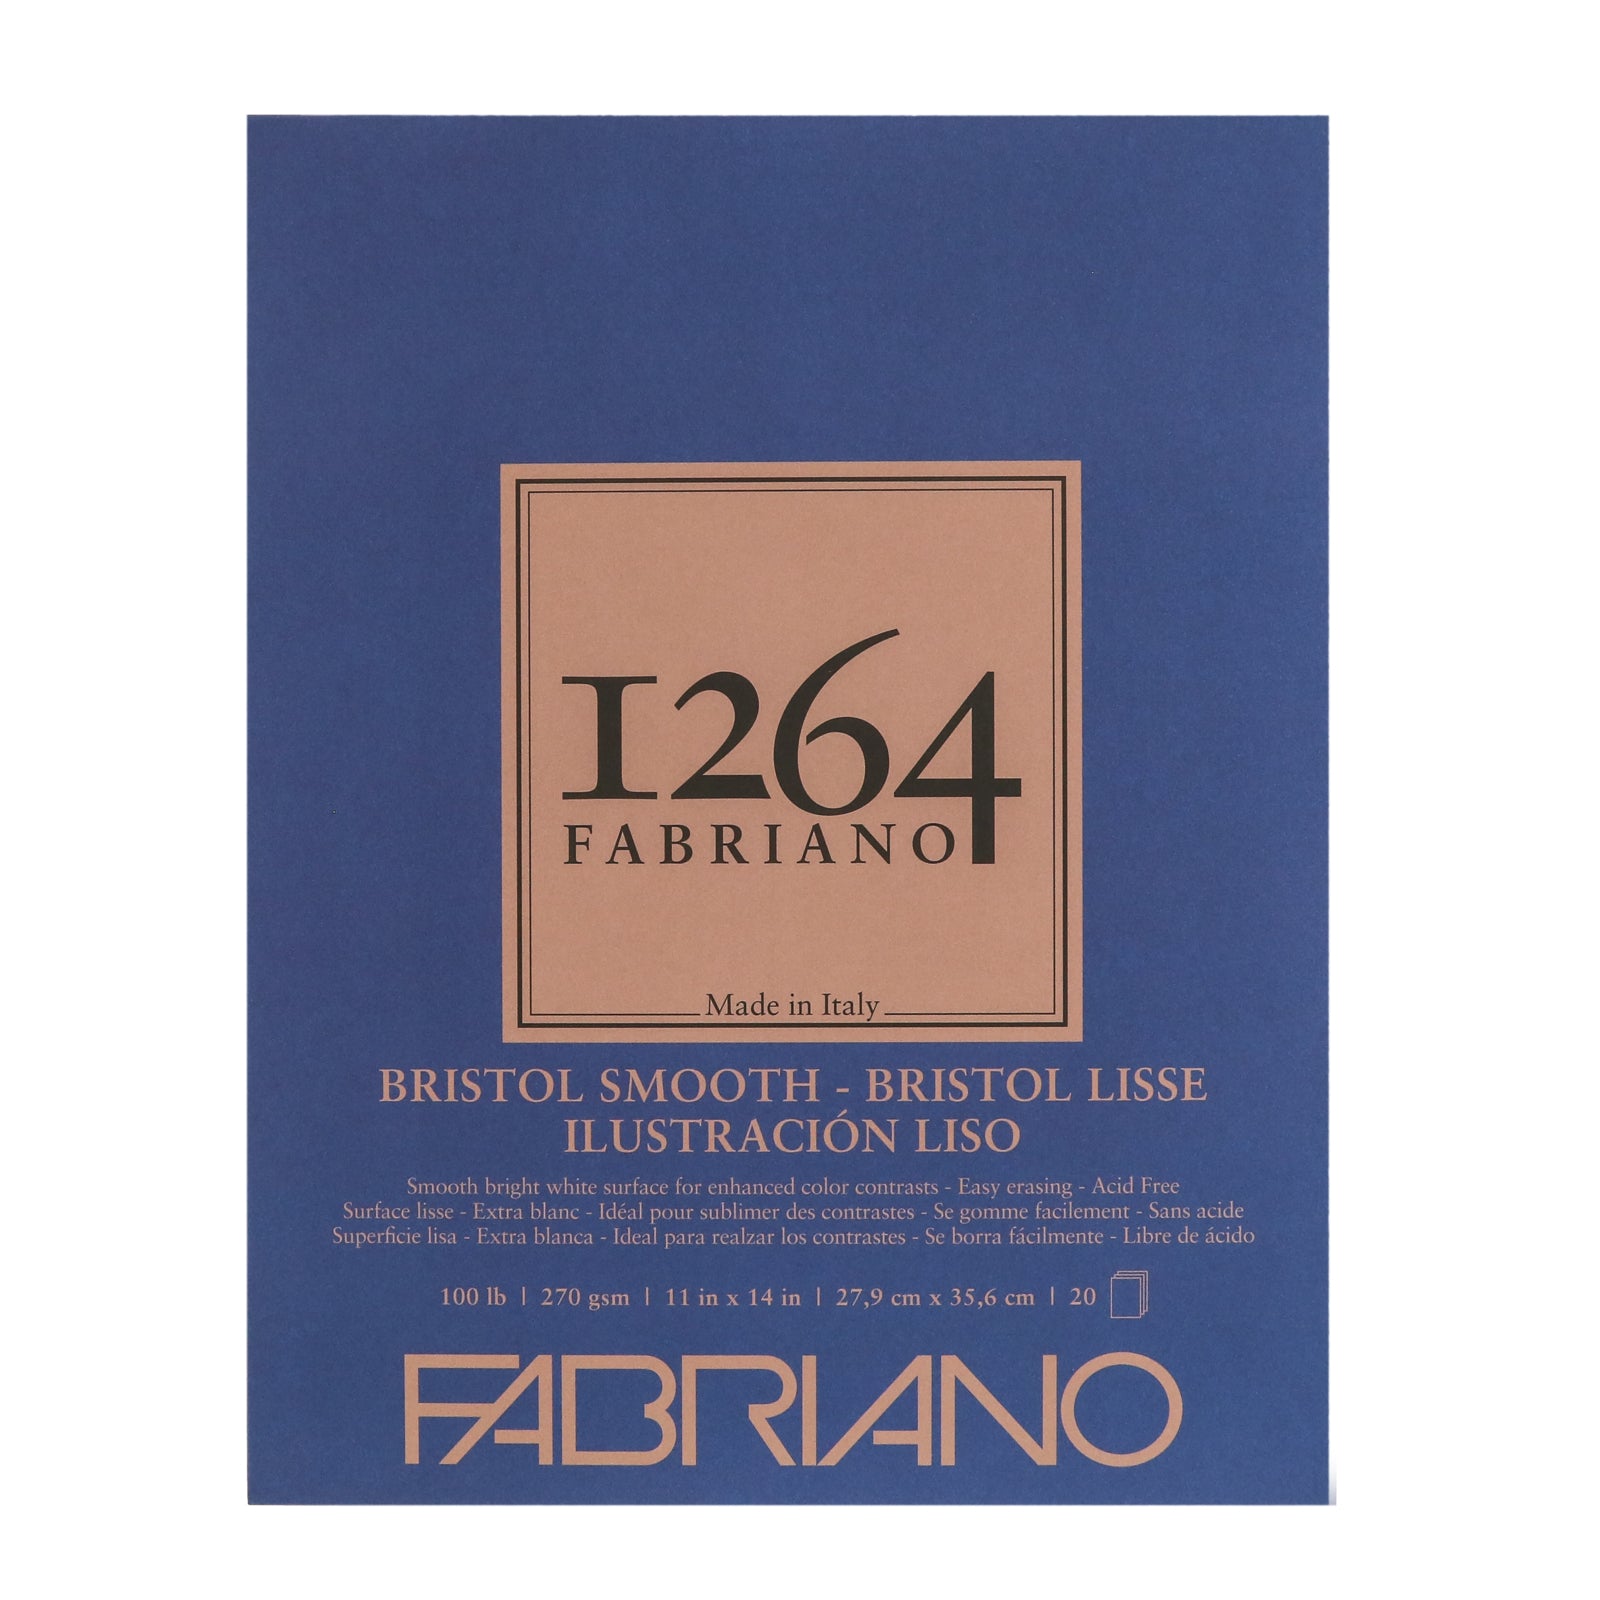 1264
FABRIANO
Made in Italy
BRISTOL SMOOTH - BRISTOL LISSE
ILUSTRACIÓN LISO
Smooth bright white surface for enhanced color contrasts - Easy erasing - Acid Free
Surface lisse - Extra blanc - Idéal pour sublimer des contrastes - Se gomme facilement - Sans acide
Superficie lisa - Extra blanca - Ideal para realzar los contrastes - Se borra fácilmente - Libre de ácido
100 lb | 270 gsm | 11 in x 14 in | 27,9 cm x 35,6 cm | 20
FABRIANO